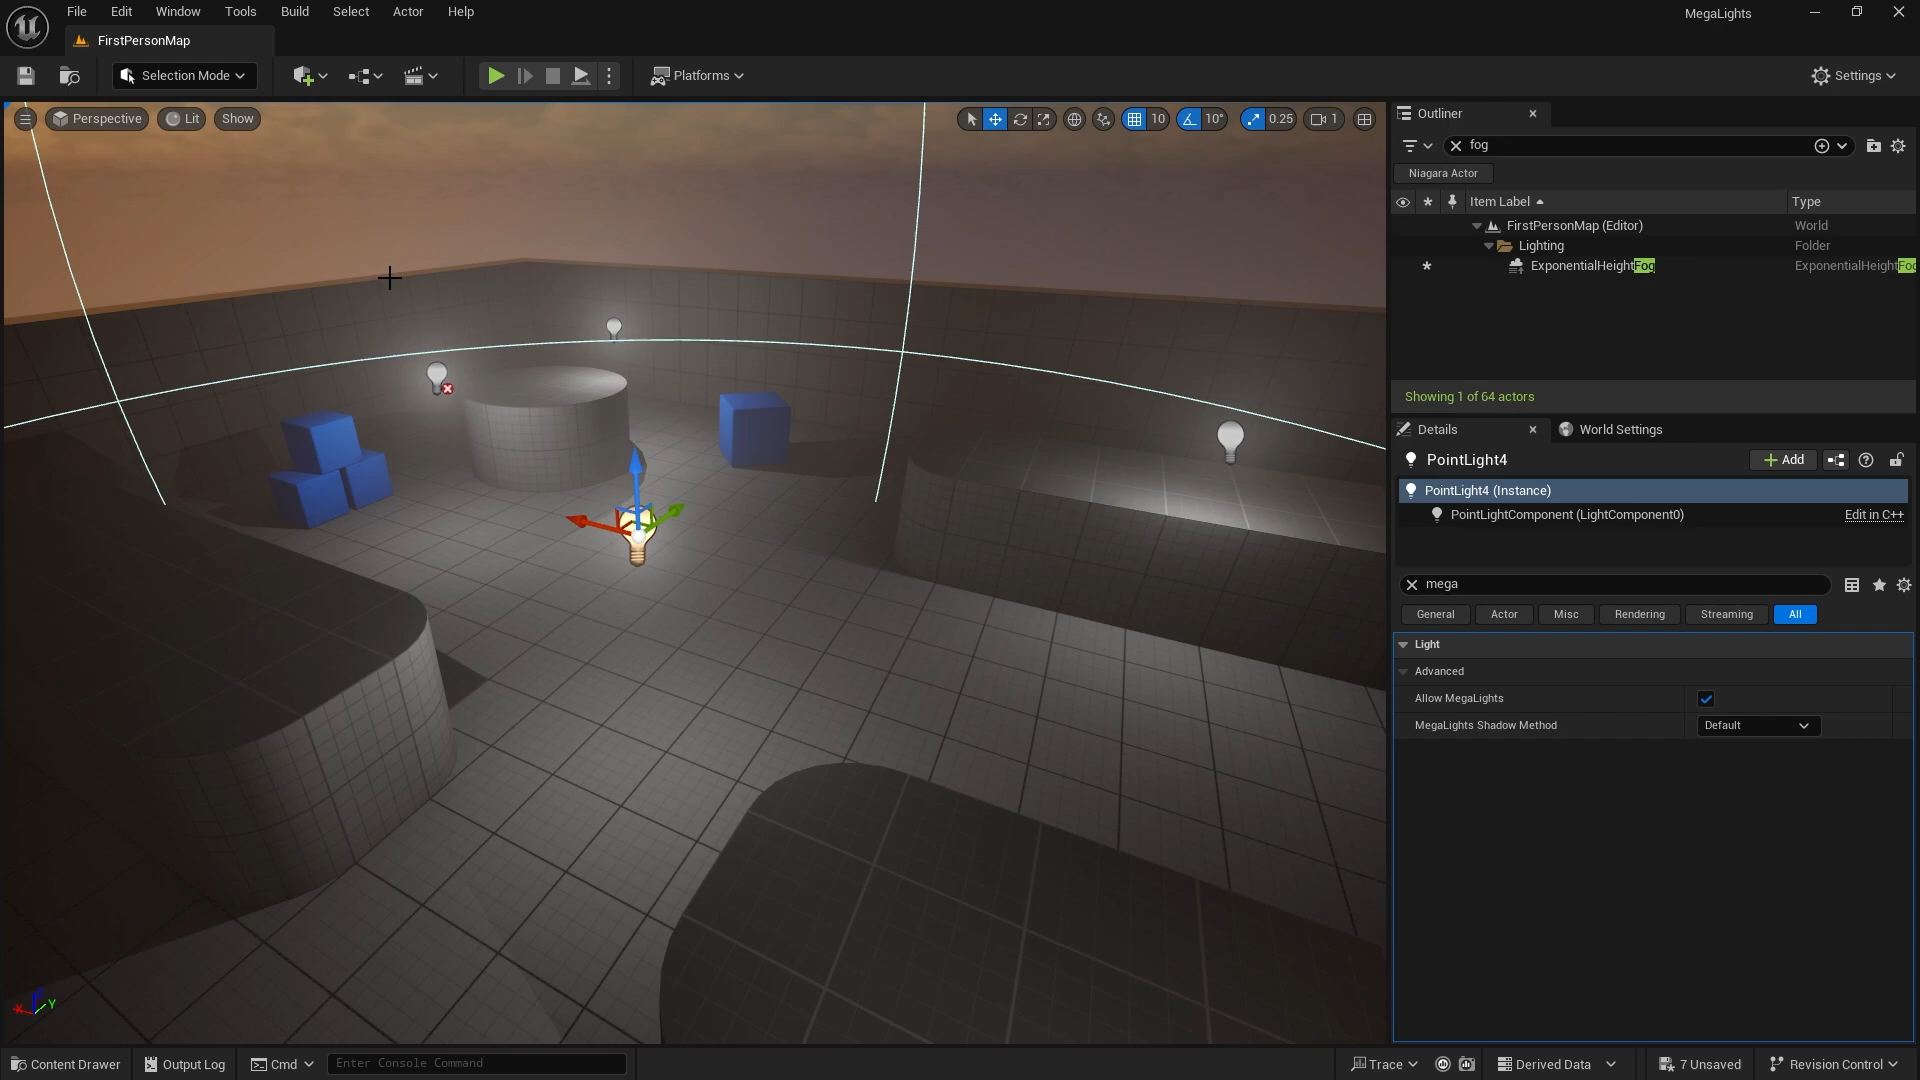 File Edit Window Tools Build Select Actor Help
MegaLights
FirstPersonMap
Selection Mode
Platforms
Settings
Perspective Lit Show
10 10° 0.25 1
Outliner
fog
Niagara Actor
Item Label Type
FirstPersonMap (Editor) World
Lighting Folder
ExponentialHeightFog ExponentialHeightFog
Showing 1 of 64 actors
Details World Settings
PointLight4 Add
PointLight4 (Instance)
PointLightComponent (LightComponent0) Edit in C++
mega
General Actor Misc Rendering Streaming All
Light
Advanced
Allow MegaLights
MegaLights Shadow Method Default
X Y
Content Drawer Output Log Cmd Enter Console Command Trace Derived Data 7 Unsaved Revision Control